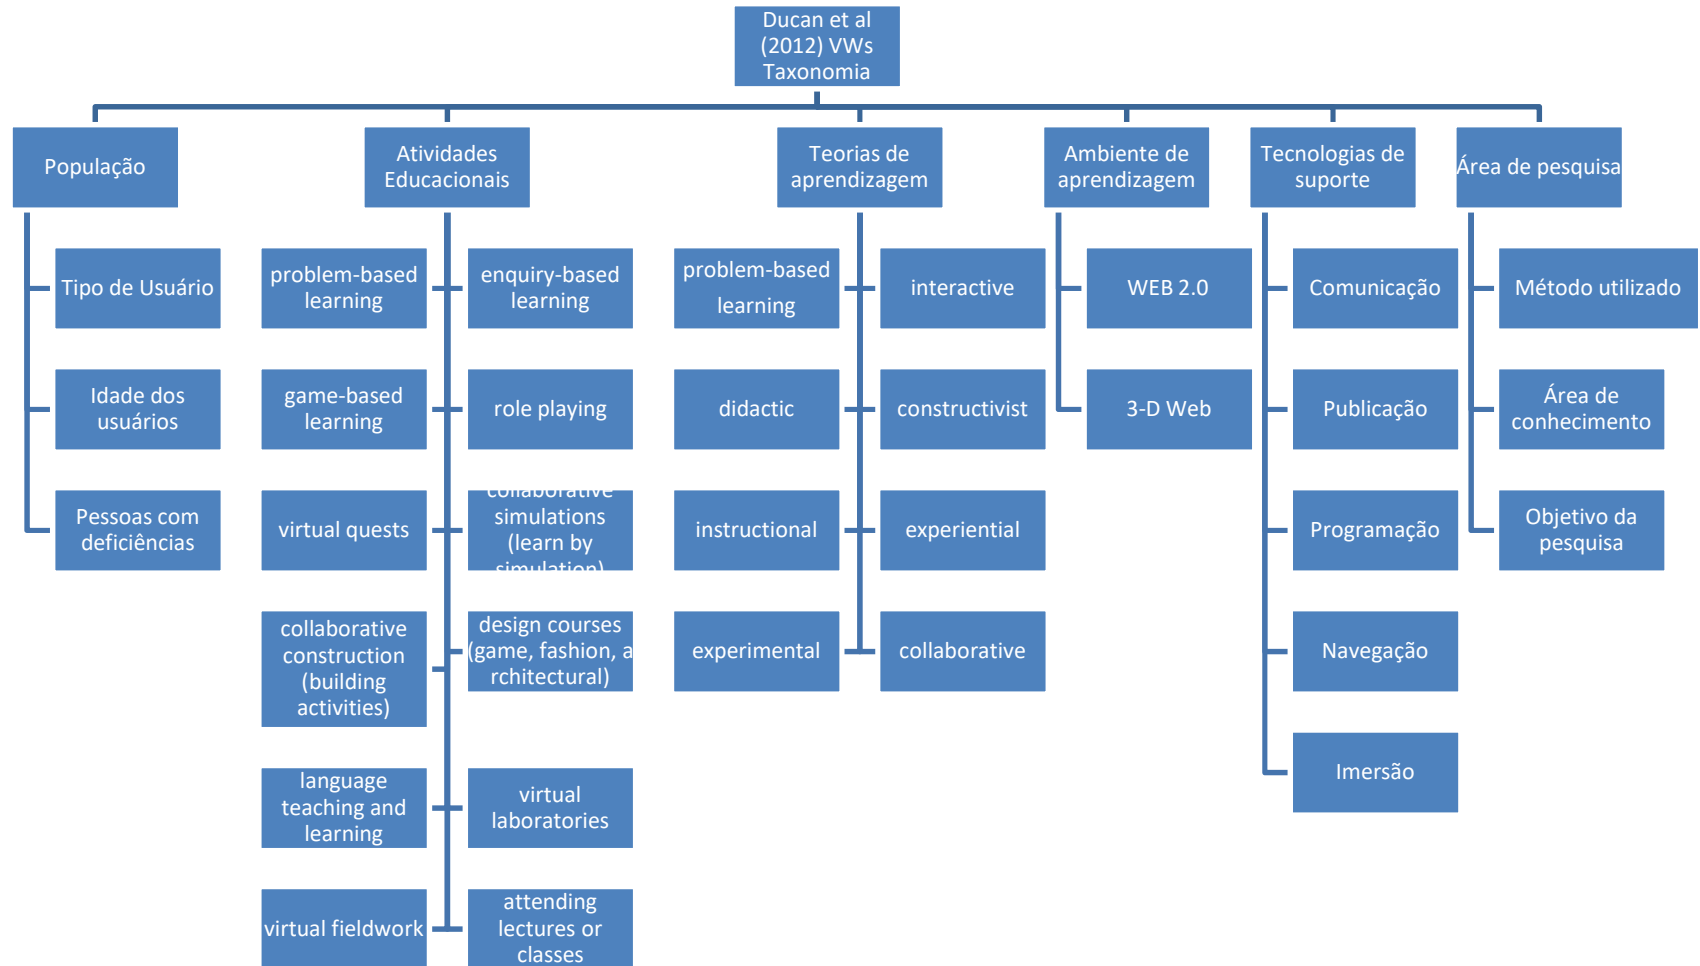 Ducan et al
(2012) VWs
Taxonomia
População
Atividades
Educacionais
Teorias de
aprendizagem
Ambiente de
aprendizagem
Tecnologias de
suporte
Área de pesquisa
Tipo de Usuário
Idade dos
usuários
Pessoas com
deficiências
problem-based
learning
enquiry-based
learning
game-based
learning
role playing
virtual quests
collaborative
simulations
(learn by
simulation)
collaborative
construction
(building
activities)
design courses
(game, fashion, a
rchitectural)
language
teaching and
learning
virtual
laboratories
virtual fieldwork
attending
lectures or
classes
problem-based
learning
interactive
didactic
constructivist
instructional
experiential
experimental
collaborative
WEB 2.0
3-D Web
Comunicação
Publicação
Programação
Navegação
Imersão
Método utilizado
Área de
conhecimento
Objetivo da
pesquisa